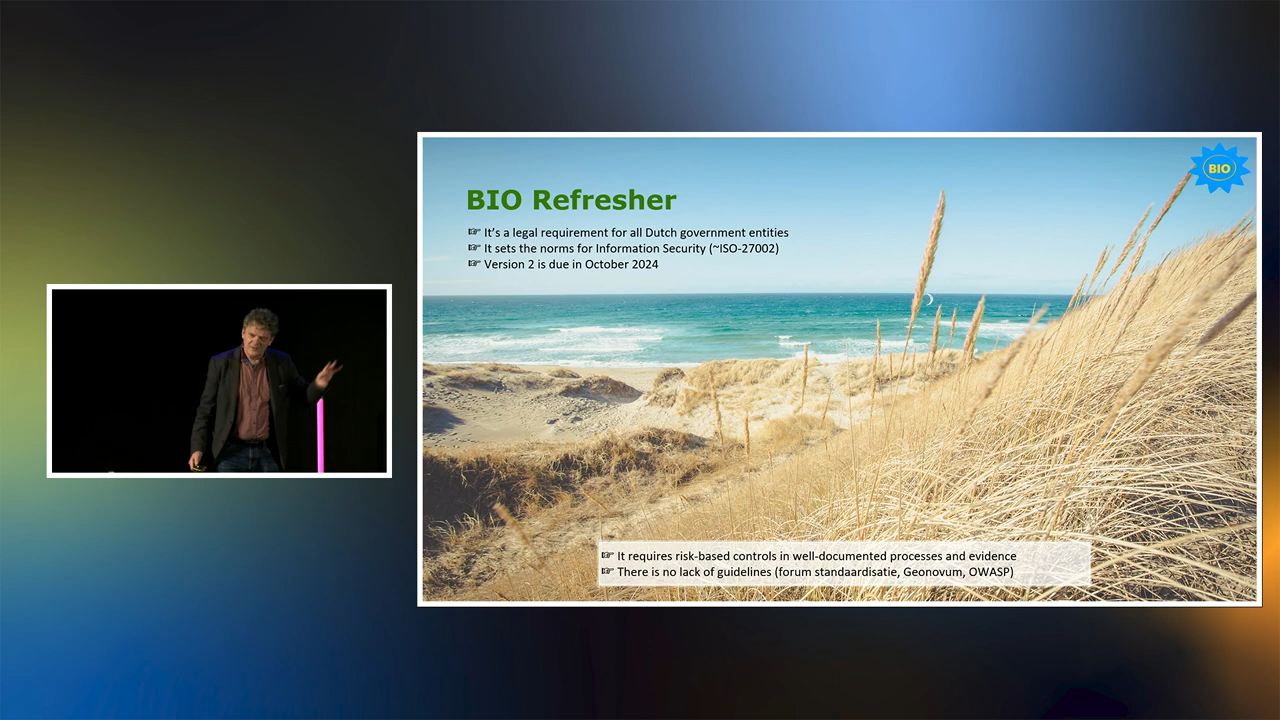 BIO
BIO Refresher
☞ It's a legal requirement for all Dutch government entities
☞ It sets the norms for Information Security (~ISO-27002)
☞ Version 2 is due in October 2024
☞ It requires risk-based controls in well-documented processes and evidence
☞ There is no lack of guidelines (forum standaardisatie, Geonovum, OWASP)